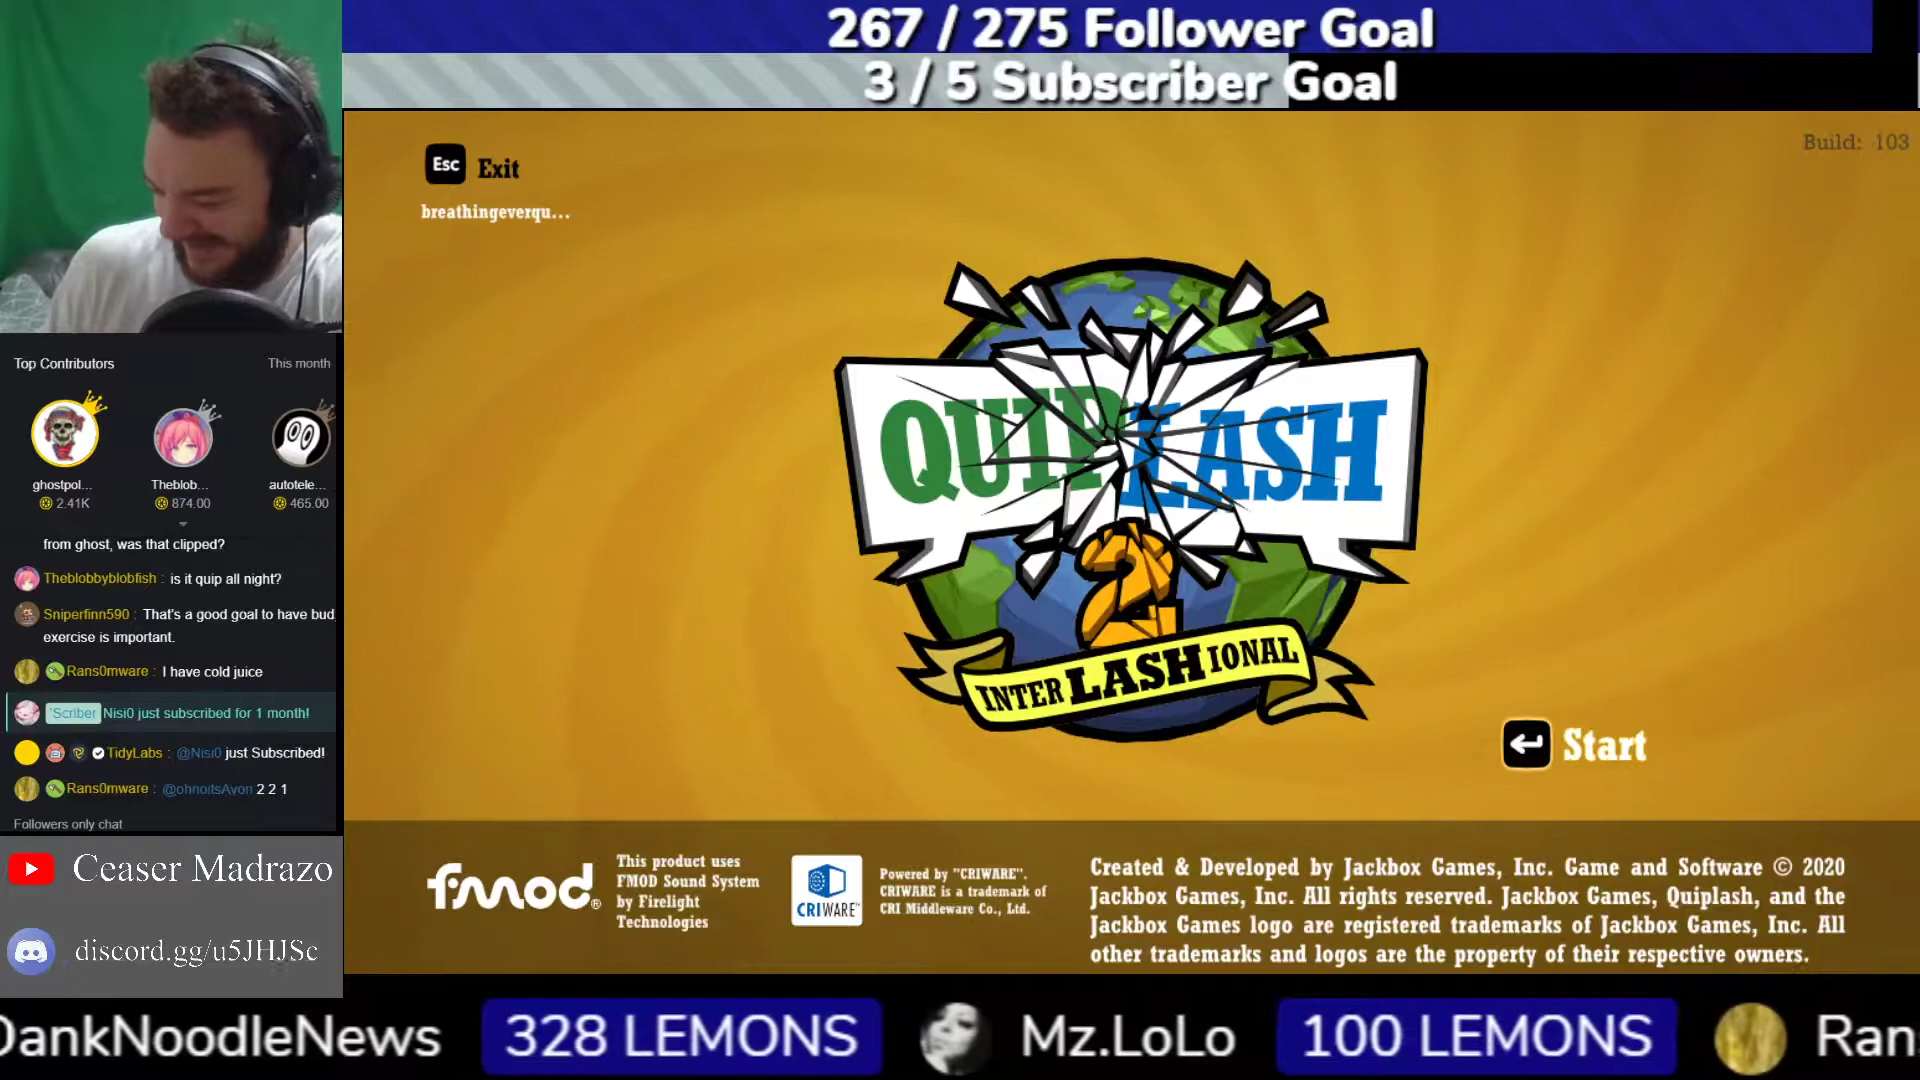 267 / 275 Follower Goal
3 / 5 Subscriber Goal
Esc Exit
breathingeverqu...
Build: 103
QUIPLASH
2
INTERLASHIONAL
Start
Top Contributors
This month
ghostpol...
2.41K
Theblob...
874.00
autotele...
465.00
from ghost, was that clipped?
Theblobbyblobfish : is it quip all night?
Sniperfinn590 : That's a good goal to have bud,
exercise is important.
Rans0mware : I have cold juice
'Scriber Nisi0 just subscribed for 1 month!
TidyLabs : @Nisi0 just Subscribed!
Rans0mware : @ohnoitsAvon 2 2 1
Followers only chat
Ceaser Madrazo
discord.gg/u5JHJSc
fmod®
This product uses
FMOD Sound System
by Firelight
Technologies
CRIWARE™
Powered by "CRIWARE".
CRIWARE is a trademark of
CRI Middleware Co., Ltd.
Created & Developed by Jackbox Games, Inc. Game and Software © 2020
Jackbox Games, Inc. All rights reserved. Jackbox Games, Quiplash, and the
Jackbox Games logo are registered trademarks of Jackbox Games, Inc. All
other trademarks and logos are the property of their respective owners.
DankNoodleNews 328 LEMONS Mz.LoLo 100 LEMONS Rans